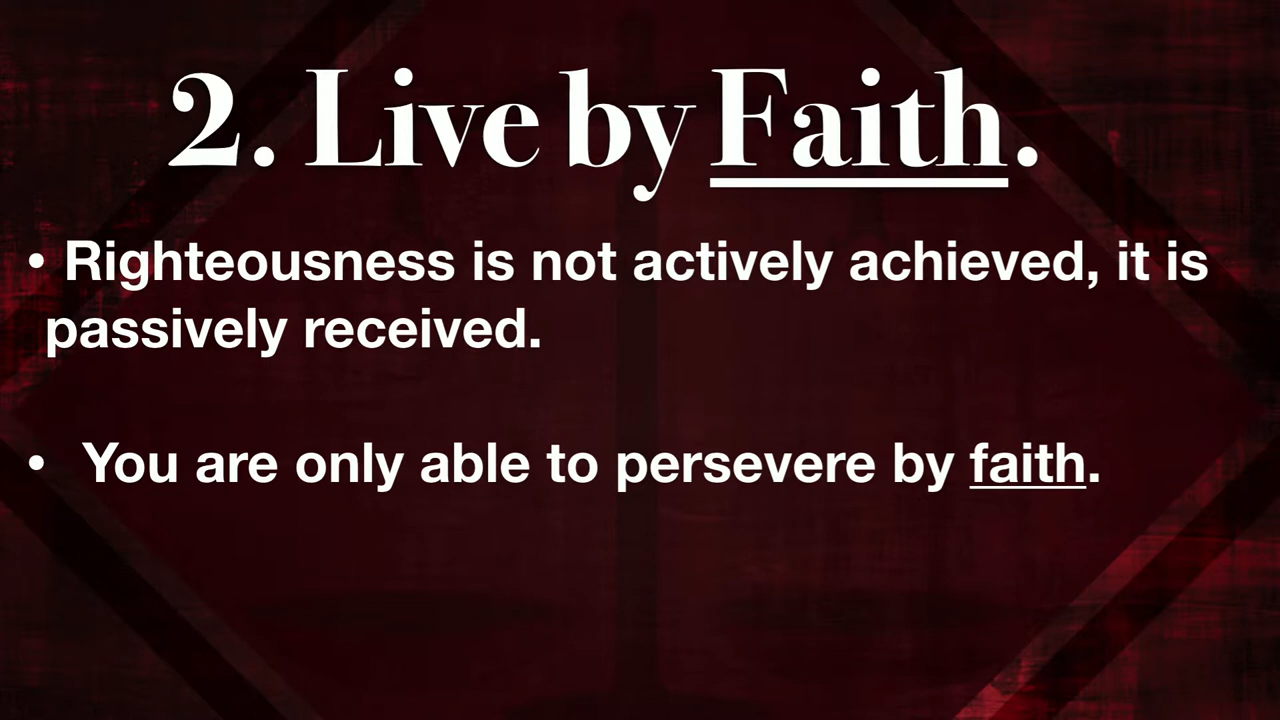 2. Live by Faith.
• Righteousness is not actively achieved, it is
passively received.
• You are only able to persevere by faith.